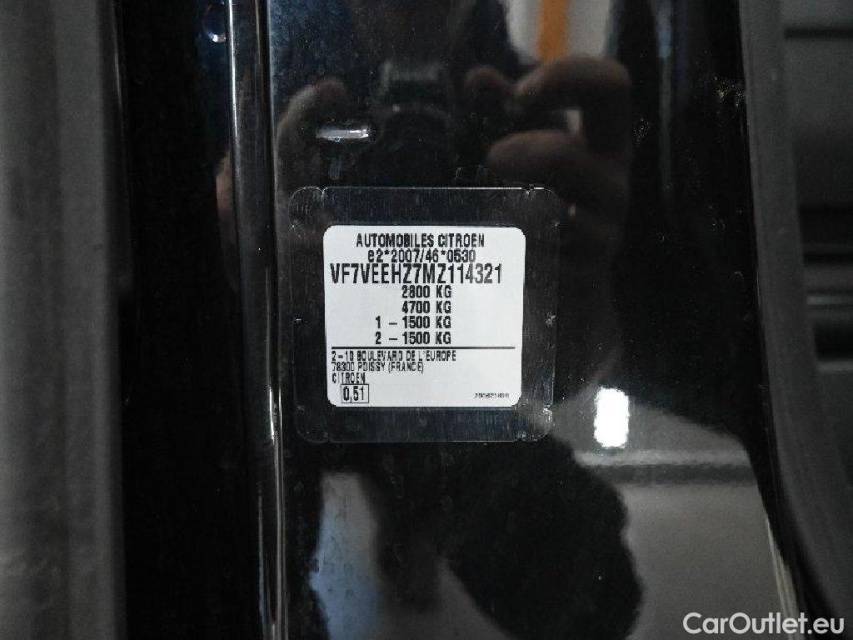 AUTOMOBILES CITROEN
e2*2007/46*0530
VF7VEEHZ7MZ114321
2800 KG
4700 KG
1 - 1500 KG
2 - 1500 KG
2-10 BOULEVARD DE L'EUROPE
78300 POISSY (FRANCE)
CITROEN
0,51
CarOutlet.eu